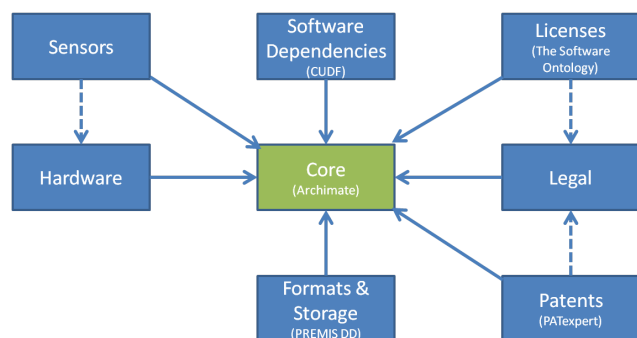 Sensors
Software
Dependencies
(CUDF)
Licenses
(The Software
Ontology)
Hardware
Core
(Archimate)
Legal
Formats &
Storage
(PREMIS DD)
Patents
(PATexpert)